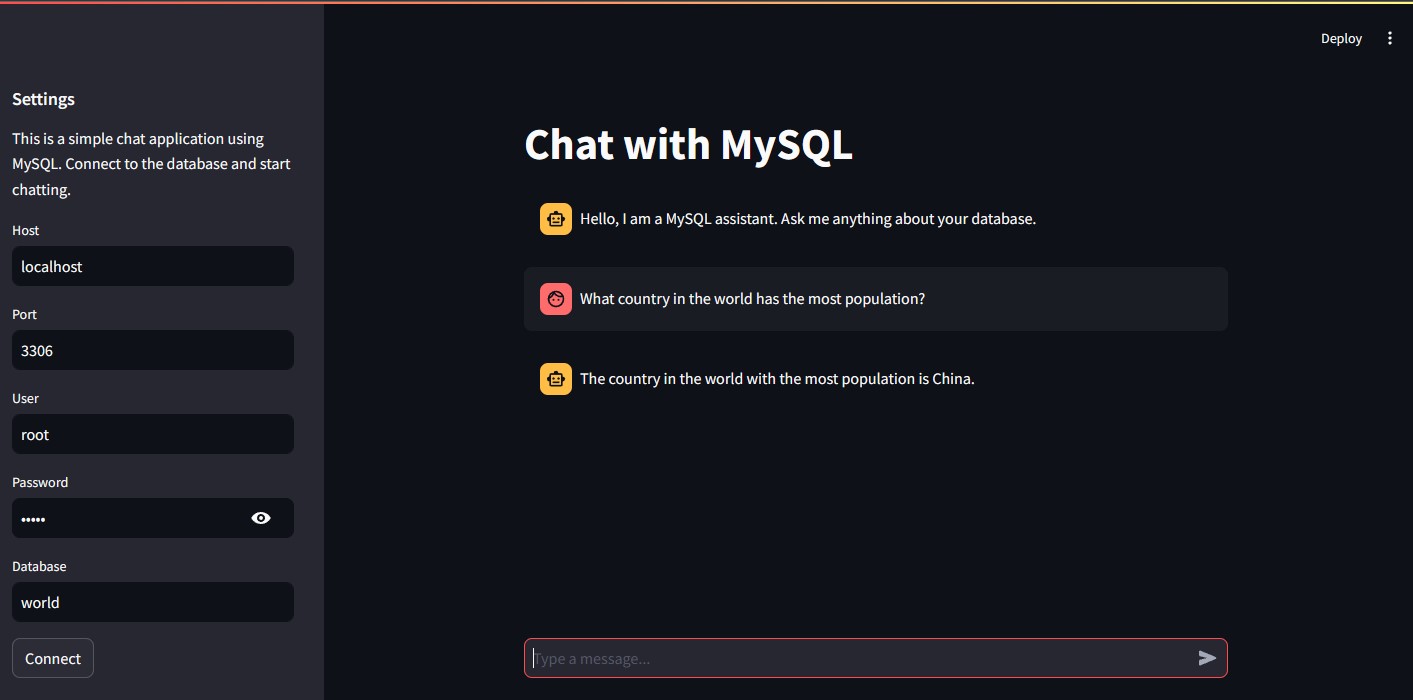 Deploy
Settings
This is a simple chat application using
MySQL. Connect to the database and start
chatting.
Host
localhost
Port
3306
User
root
Password
•••••
Database
world
Connect
Chat with MySQL
Hello, I am a MySQL assistant. Ask me anything about your database.
What country in the world has the most population?
The country in the world with the most population is China.
Type a message...